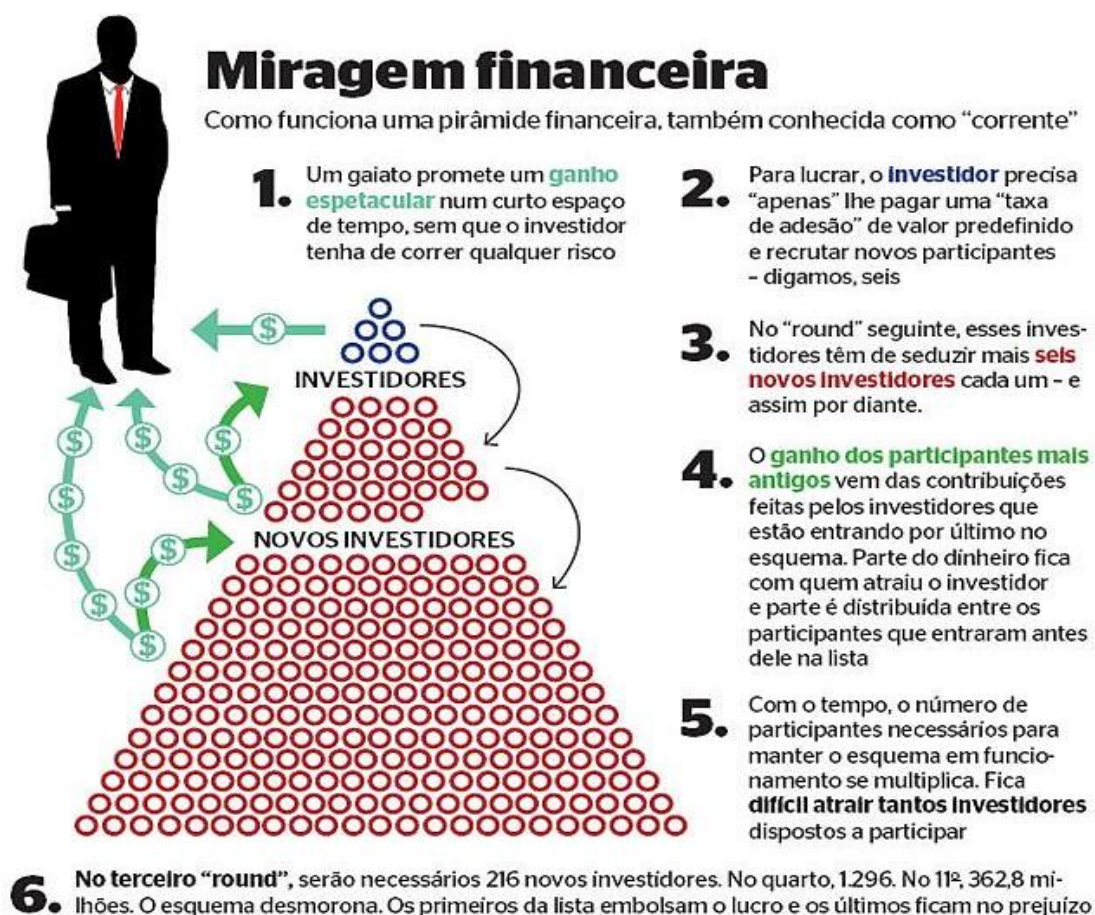 Miragem financeira
Como funciona uma pirâmide financeira, também conhecida como “corrente”
1.
Um gaiato promete um ganho
espetacular num curto espaço
de tempo, sem que o investidor
tenha de correr qualquer risco
2.
Para lucrar, o investidor precisa
“apenas” lhe pagar uma “taxa
de adesão” de valor predefinido
e recrutar novos participantes
– digamos, seis
3.
No “round” seguinte, esses inves-
tidores têm de seduzir mais seis
novos investidores cada um – e
assim por diante.
4.
O ganho dos participantes mais
antigos vem das contribuições
feitas pelos investidores que
estão entrando por último no
esquema. Parte do dinheiro fica
com quem atraiu o investidor
e parte é distribuída entre os
participantes que entraram antes
dele na lista
5.
Com o tempo, o número de
participantes necessários para
manter o esquema em funcio-
namento se multiplica. Fica
difícil atrair tantos investidores
dispostos a participar
$
INVESTIDORES
$
$
$
$
$
$
NOVOS INVESTIDORES
$
$
$
$
$
6.
No terceiro “round”, serão necessários 216 novos investidores. No quarto, 1.296. No 11º, 362,8 mi-
lhões. O esquema desmorona. Os primeiros da lista embolsam o lucro e os últimos ficam no prejuízo